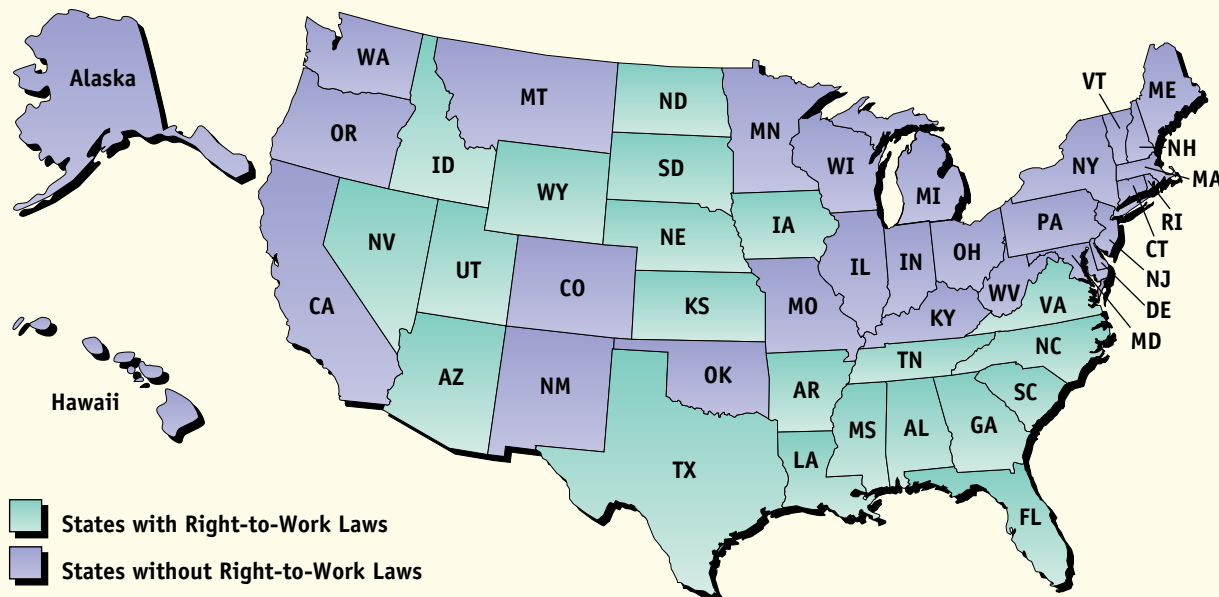 Alaska
WA
MT
ND
MN
VT
ME
OR
ID
SD
WI
NY
NH
WY
MI
MA
NV
NE
IA
PA
RI
UT
CO
IL
IN
OH
CT
NJ
CA
KS
MO
WV
VA
DE
KY
MD
AZ
NM
OK
TN
NC
AR
SC
Hawaii
MS
AL
GA
TX
LA
FL
States with Right-to-Work Laws
States without Right-to-Work Laws